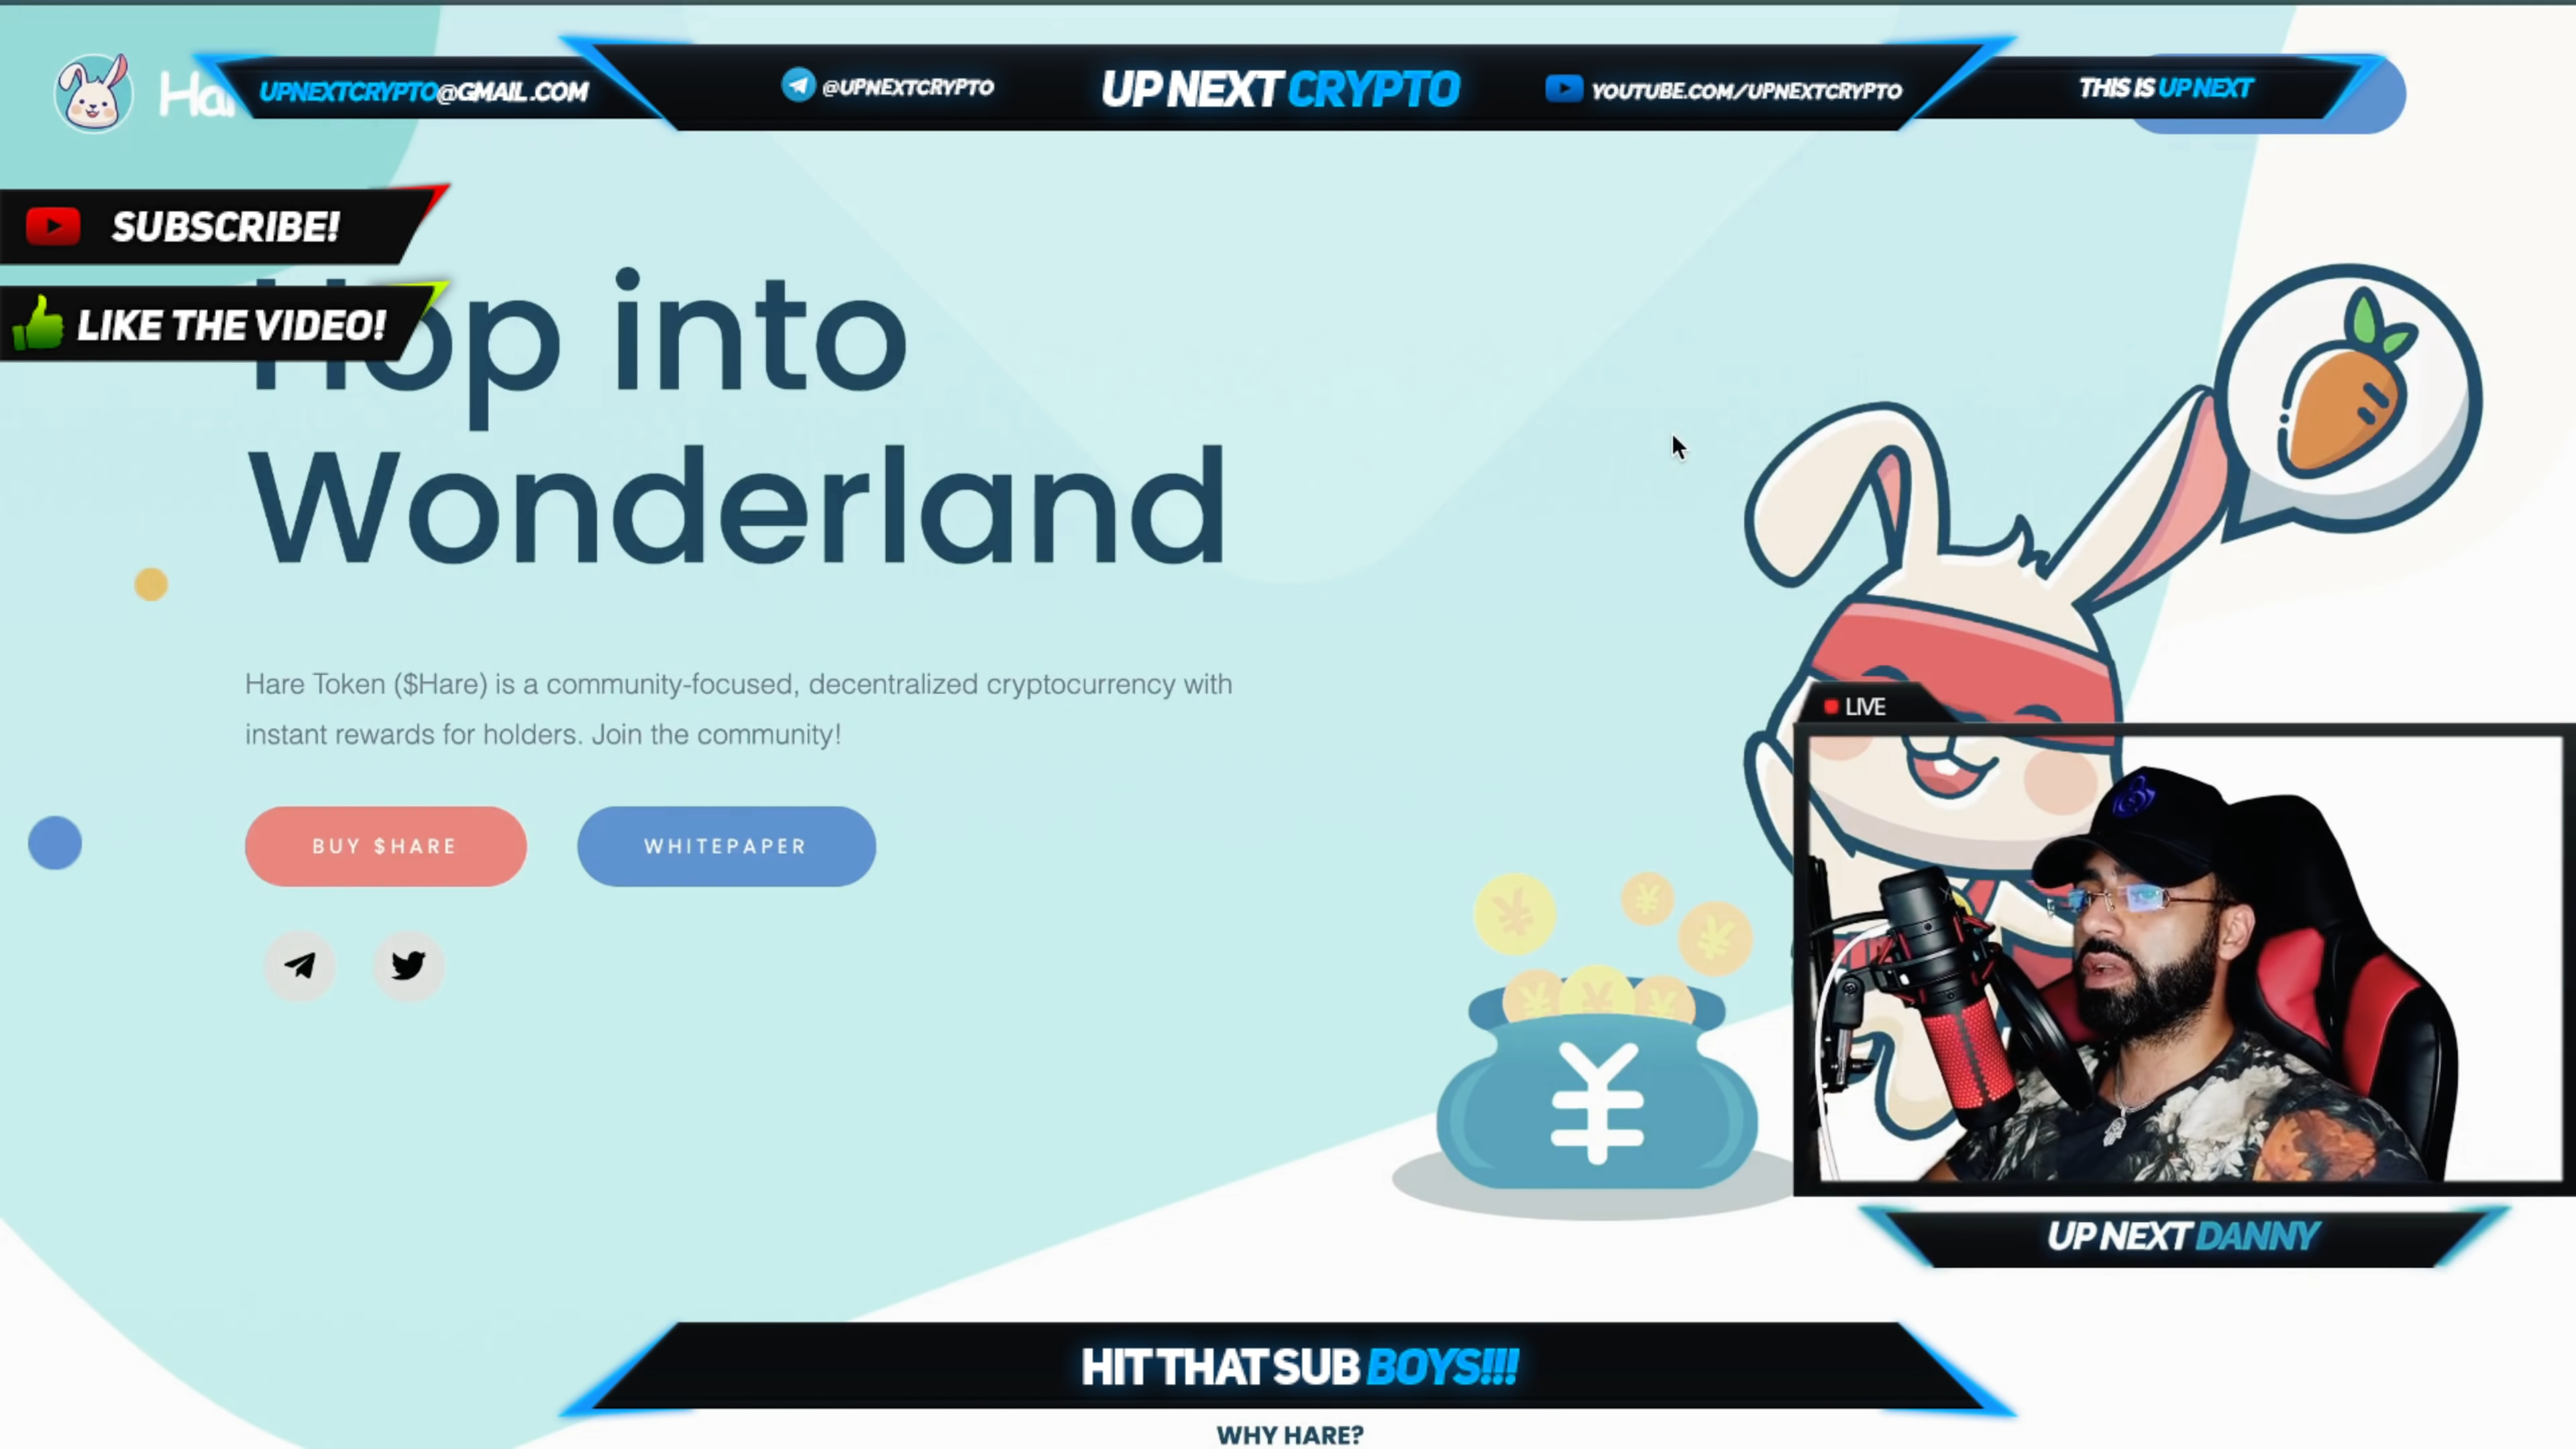 UPNEXTCRYPTO@GMAIL.COM
@UPNEXTCRYPTO
UP NEXT CRYPTO
YOUTUBE.COM/UPNEXTCRYPTO
THIS IS UP NEXT
SUBSCRIBE!
LIKE THE VIDEO!
Hop into
Wonderland
Hare Token ($Hare) is a community-focused, decentralized cryptocurrency with
instant rewards for holders. Join the community!
BUY $HARE
WHITEPAPER
¥
LIVE
UP NEXT DANNY
HIT THAT SUB BOYS!!!
WHY HARE?